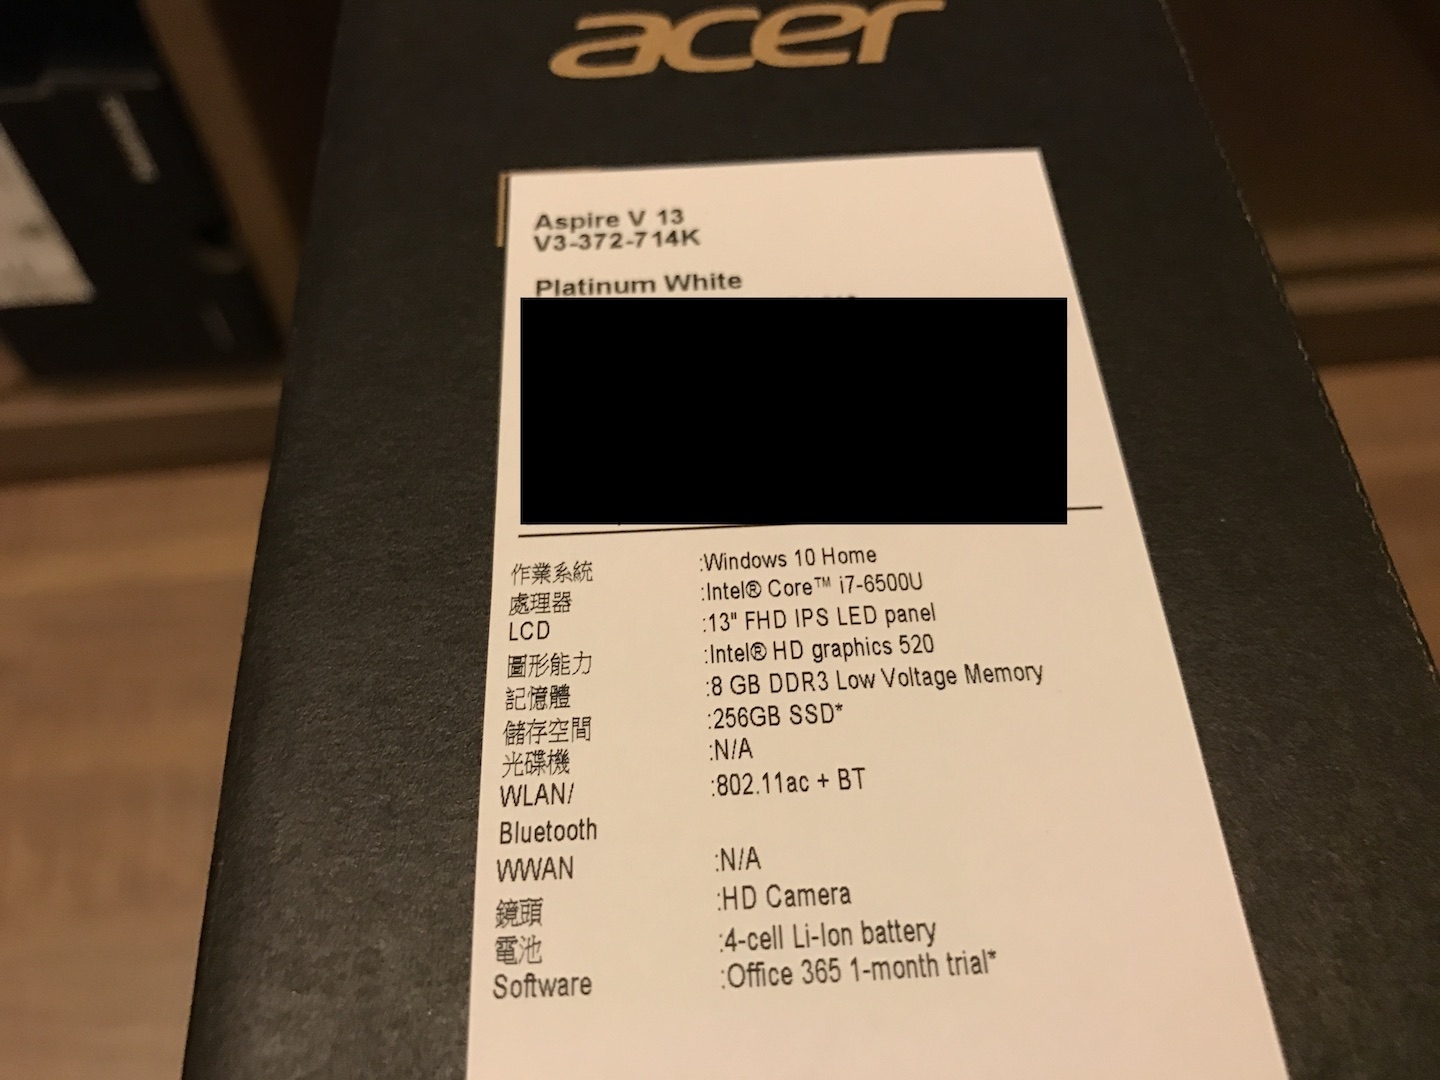 acer
Aspire V 13
V3-372-714K
Platinum White
作業系統 :Windows 10 Home
處理器 :Intel® Core™ i7-6500U
LCD :13" FHD IPS LED panel
圖形能力 :Intel® HD graphics 520
記憶體 :8 GB DDR3 Low Voltage Memory
儲存空間 :256GB SSD*
光碟機 :N/A
WLAN/ :802.11ac + BT
Bluetooth
WWAN :N/A
鏡頭 :HD Camera
電池 :4-cell Li-Ion battery
Software :Office 365 1-month trial*